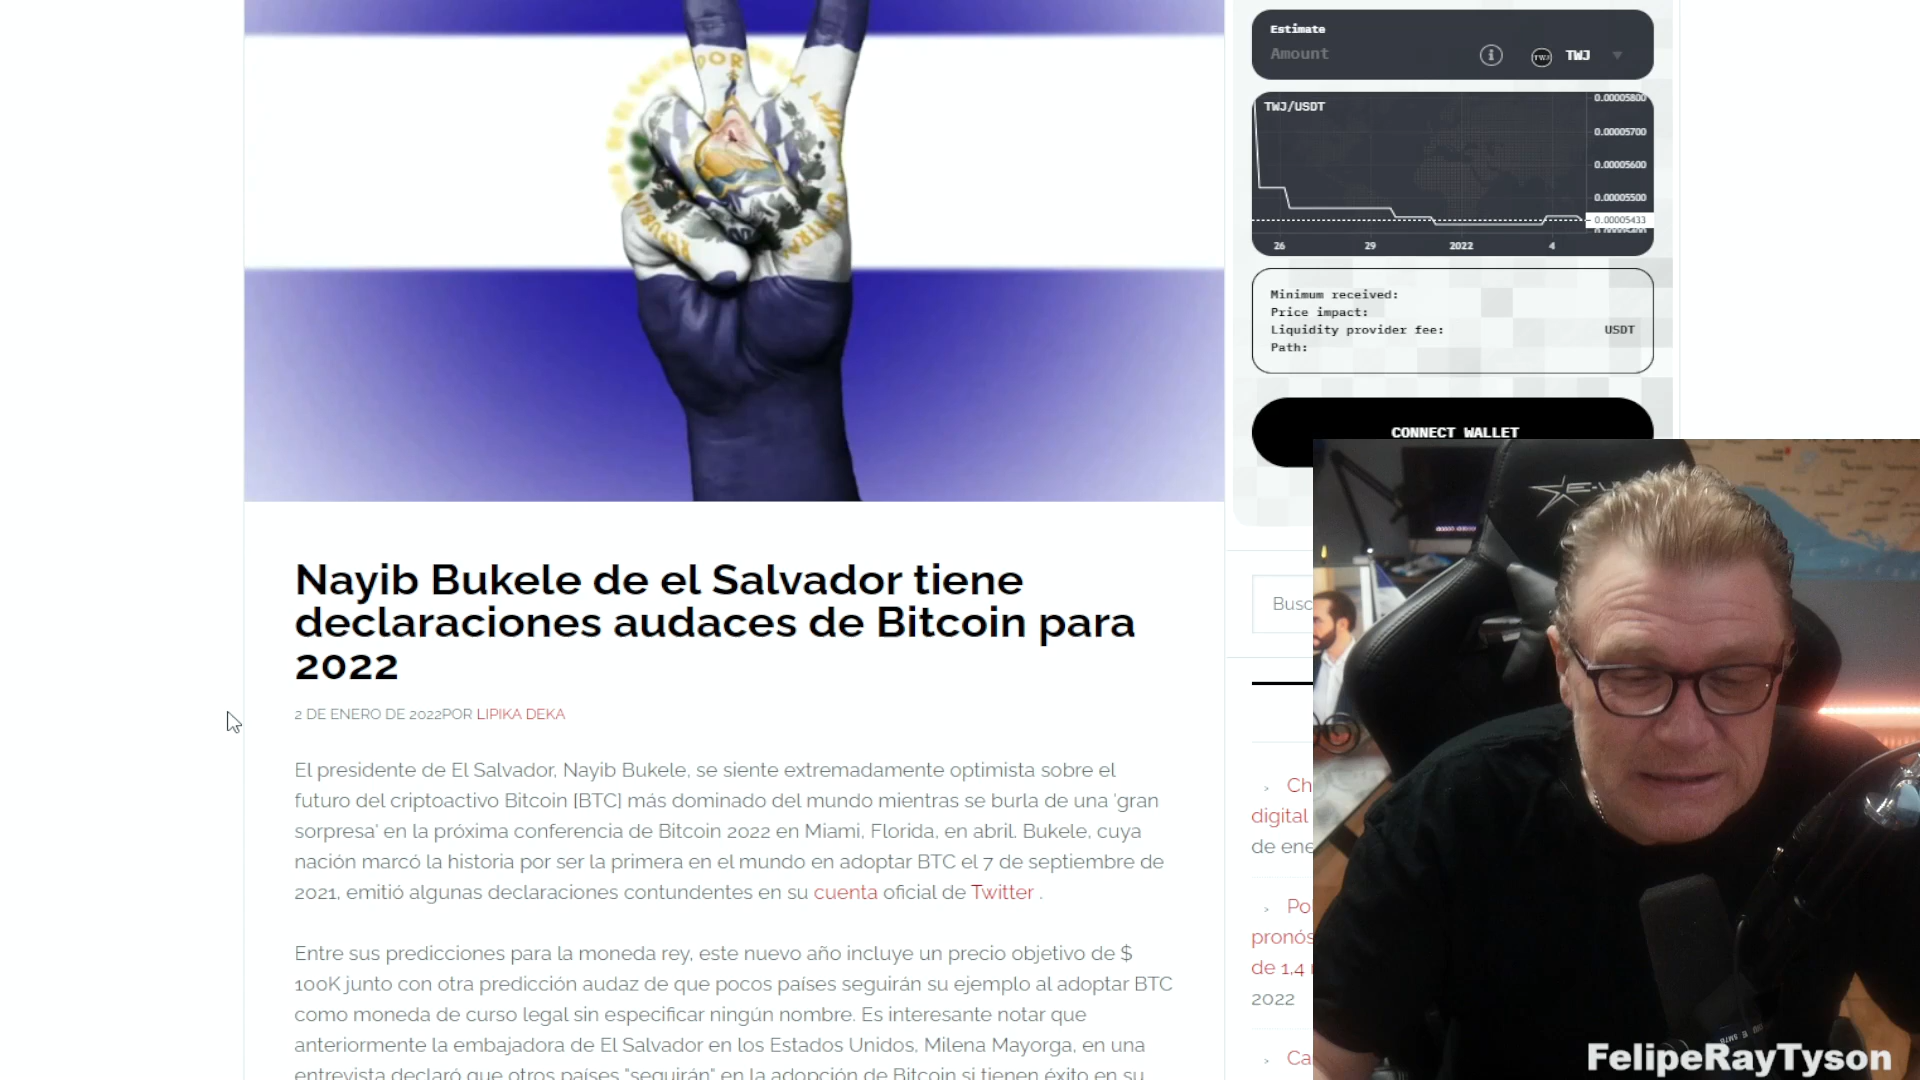 Estimate
Amount
TWJ
TWJ/USDT
0.00005800
0.00005700
0.00005600
0.00005500
0.00005433
26 29 2022 4
Minimum received:
Price impact:
Liquidity provider fee: USDT
Path:
CONNECT WALLET
Nayib Bukele de el Salvador tiene
declaraciones audaces de Bitcoin para
2022
2 DE ENERO DE 2022POR LIPIKA DEKA
El presidente de El Salvador, Nayib Bukele, se siente extremadamente optimista sobre el
futuro del criptoactivo Bitcoin [BTC] más dominado del mundo mientras se burla de una 'gran
sorpresa' en la próxima conferencia de Bitcoin 2022 en Miami, Florida, en abril. Bukele, cuya
nación marcó la historia por ser la primera en el mundo en adoptar BTC el 7 de septiembre de
2021, emitió algunas declaraciones contundentes en su cuenta oficial de Twitter .
Entre sus predicciones para la moneda rey, este nuevo año incluye un precio objetivo de $
100K junto con otra predicción audaz de que pocos países seguirán su ejemplo al adoptar BTC
como moneda de curso legal sin especificar ningún nombre. Es interesante notar que
anteriormente la embajadora de El Salvador en los Estados Unidos, Milena Mayorga, en una
entrevista declaró que otros países "seguirán" en la adopción de Bitcoin si tienen éxito en su
Busc
Ch
digital
de ene
Po
pronós
de 1,4
2022
Ca
FelipeRayTyson